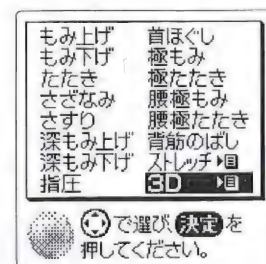 もみ上げ 首ほぐし
もみ下げ 極もみ
たたき 極たたき
さざなみ 腰極もみ
さすり 腰極たたき
深もみ上げ 背筋のばし
深もみ下げ ストレッチ
指圧 3D
で選び、決定を
押してください。